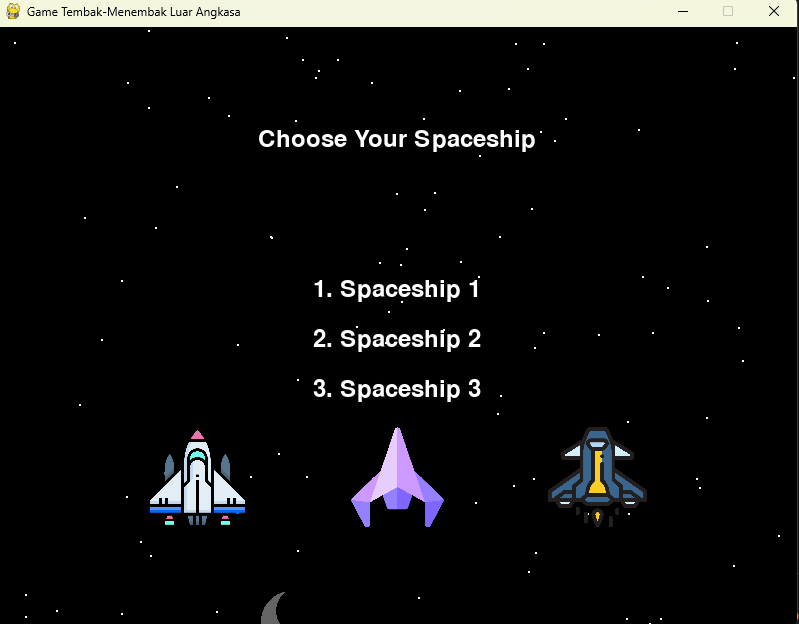 Game Tembak-Menembak Luar Angkasa
Choose Your Spaceship
1. Spaceship 1
2. Spaceship 2
3. Spaceship 3